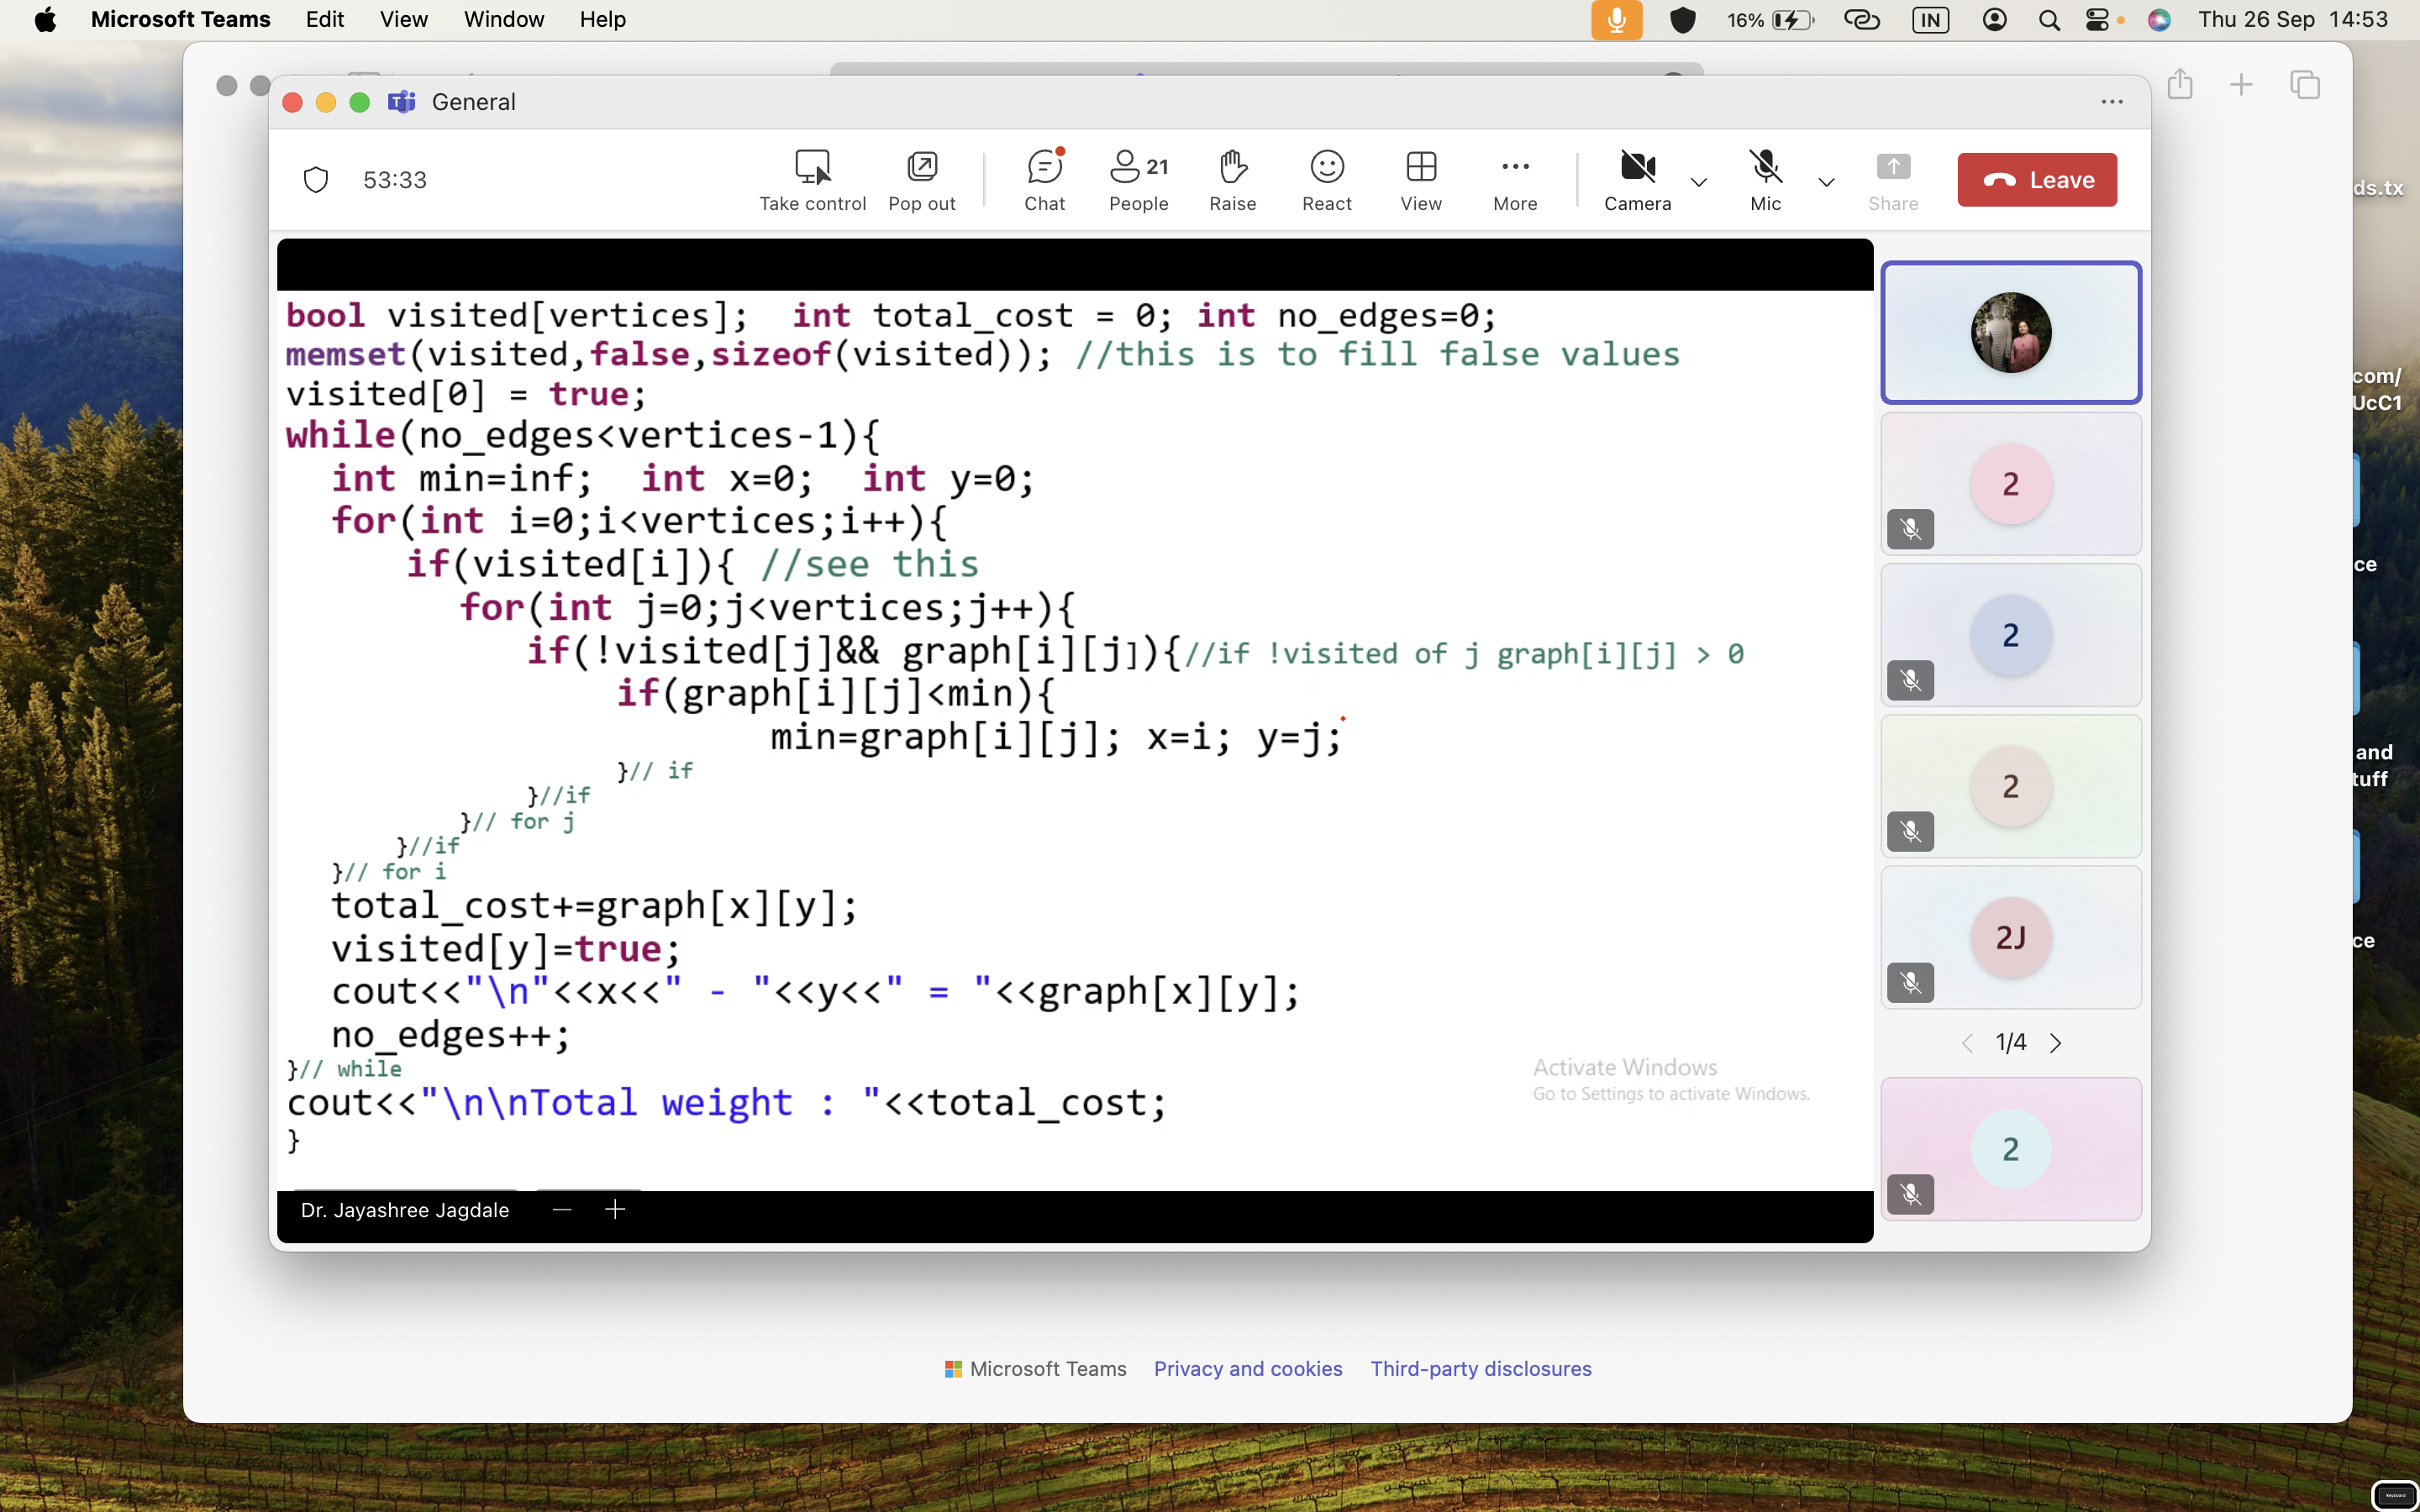 Microsoft Teams Edit View Window Help 16% IN Thu 26 Sep 14:53
General
53:33 Take control Pop out Chat People 21 Raise React View More Camera Mic Share Leave
bool visited[vertices]; int total_cost = 0; int no_edges=0;
memset(visited,false,sizeof(visited)); //this is to fill false values
visited[0] = true;
while(no_edges<vertices-1){
int min=inf; int x=0; int y=0;
for(int i=0;i<vertices;i++){
if(visited[i]){ //see this
for(int j=0;j<vertices;j++){
if(!visited[j]&& graph[i][j]){//if !visited of j graph[i][j] > 0
if(graph[i][j]<min){
min=graph[i][j]; x=i; y=j;
}// if
}//if
}// for j
}//if
}// for i
total_cost+=graph[x][y];
visited[y]=true;
cout<<"\n"<<x<<" - "<<y<<" = "<<graph[x][y];
no_edges++;
}// while
cout<<"\n\nTotal weight : "<<total_cost;
}
Activate Windows
Go to Settings to activate Windows.
Dr. Jayashree Jagdale
2
2
2
2J
1/4
2
ds.tx
com/
UcC1
ce
and
tuff
ce
Microsoft Teams Privacy and cookies Third-party disclosures
Keyboard